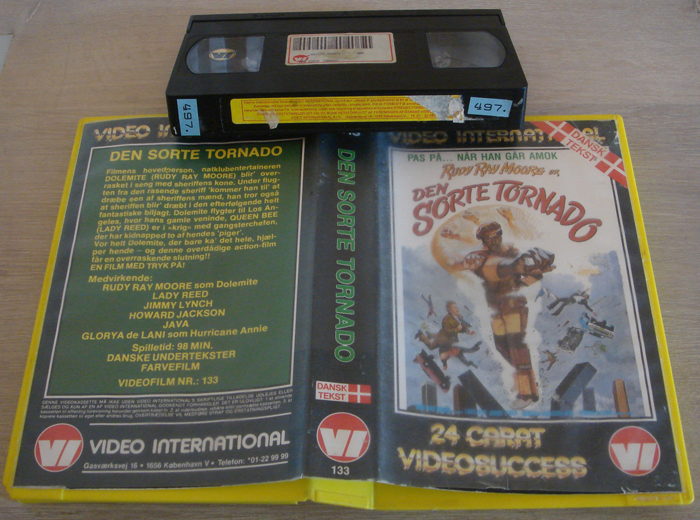 497.
VI
497.
VIDEO INTERNATIONAL
DEN SORTE TORNADO
Filmens hovedperson, natklubentertaineren
DOLEMITE (RUDY RAY MOORE) blir' over-
rasket i seng med sheriffens kone. Under flug-
ten fra den rasende sheriff 'kommer han til' at
dræbe een af sheriffens mænd, han tror også
at sheriffen blir' dræbt i den efterfølgende helt
fantastiske biljagt. Dolemite flygter til Los An-
geles, hvor hans gamle veninde, QUEEN BEE
(LADY REED) er i «krig» med gangsterchefen,
der har kidnapped to af hendes 'piger'.
Vor helt Dolemite, der bare ka' det hele, hjæl-
per hende – og denne overdådige action-film
får en overraskende slutning!!
EN FILM MED TRYK PÅ!
Medvirkende:
RUDY RAY MOORE som Dolemite
LADY REED
JIMMY LYNCH
HOWARD JACKSON
JAVA
GLORYA de LANI som Hurricane Annie
Spilletid: 98 MIN.
DANSKE UNDERTEKSTER
FARVEFILM
VIDEOFILM NR.: 133
VI
VIDEO INTERNATIONAL
Gasværksvej 16 • 1656 København V • Telefon: *01-22 99 99
DEN SORTE TORNADO
DANSK
TEKST
VI
133
VIDEO INTERNATIONAL
DANSK
TEKST
PAS PÅ... NÅR HAN GÅR AMOK
RUDY RAY MOORE er
DEN
SORTE TORNADO
24 CARAT
VIDEOSUCCESS
VI